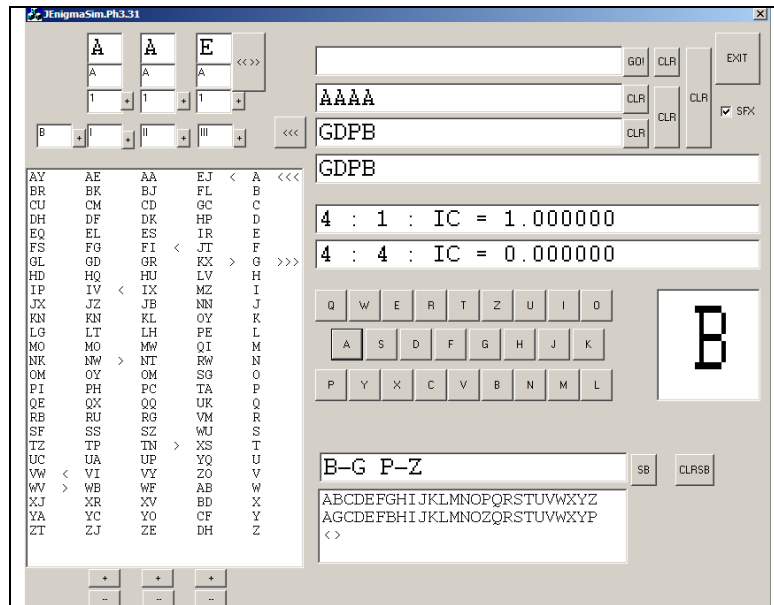 JEnigmaSim.Ph3.31
A A E <<>>
A A A
1 + 1 + 1 +
B + I + II + III + <<<
GO! CLR EXIT
AAAA CLR CLR CLR SFX
GDPB CLR
GDPB
4 : 1 : IC = 1.000000
4 : 4 : IC = 0.000000
AY AE AA EJ < A <<<
BR BK BJ FL B
CU CM CD GC C
DH DF DK HP D
EQ EL ES IR E
FS FG FI < JT F
GL GD GR KX > G >>>
HD HQ HU LV H
IP IV < IX MZ I
JX JZ JB NN J
KN KN KL OY K
LG LT LH PE L
MO MO MW QI M
NK NW > NT RW N
OM OY OM SG O
PI PH PC TA P
QE QX QQ UK Q
RB RU RG VM R
SF SS SZ WU S
TZ TP TN > XS T
UC UA UP YQ U
VW < VI VY ZO V
WV > WB WF AB W
XJ XR XV BD X
YA YC YO CF Y
ZT ZJ ZE DH Z
Q W E R T Z U I O
A S D F G H J K
P Y X C V B N M L
B
B-G P-Z SB CLRSB
ABCDEFGHIJKLMNOPQRSTUVWXYZ
AGCDEFBHIJKLMNOZQRSTUVWXYP
<>
+ + +
-- -- --